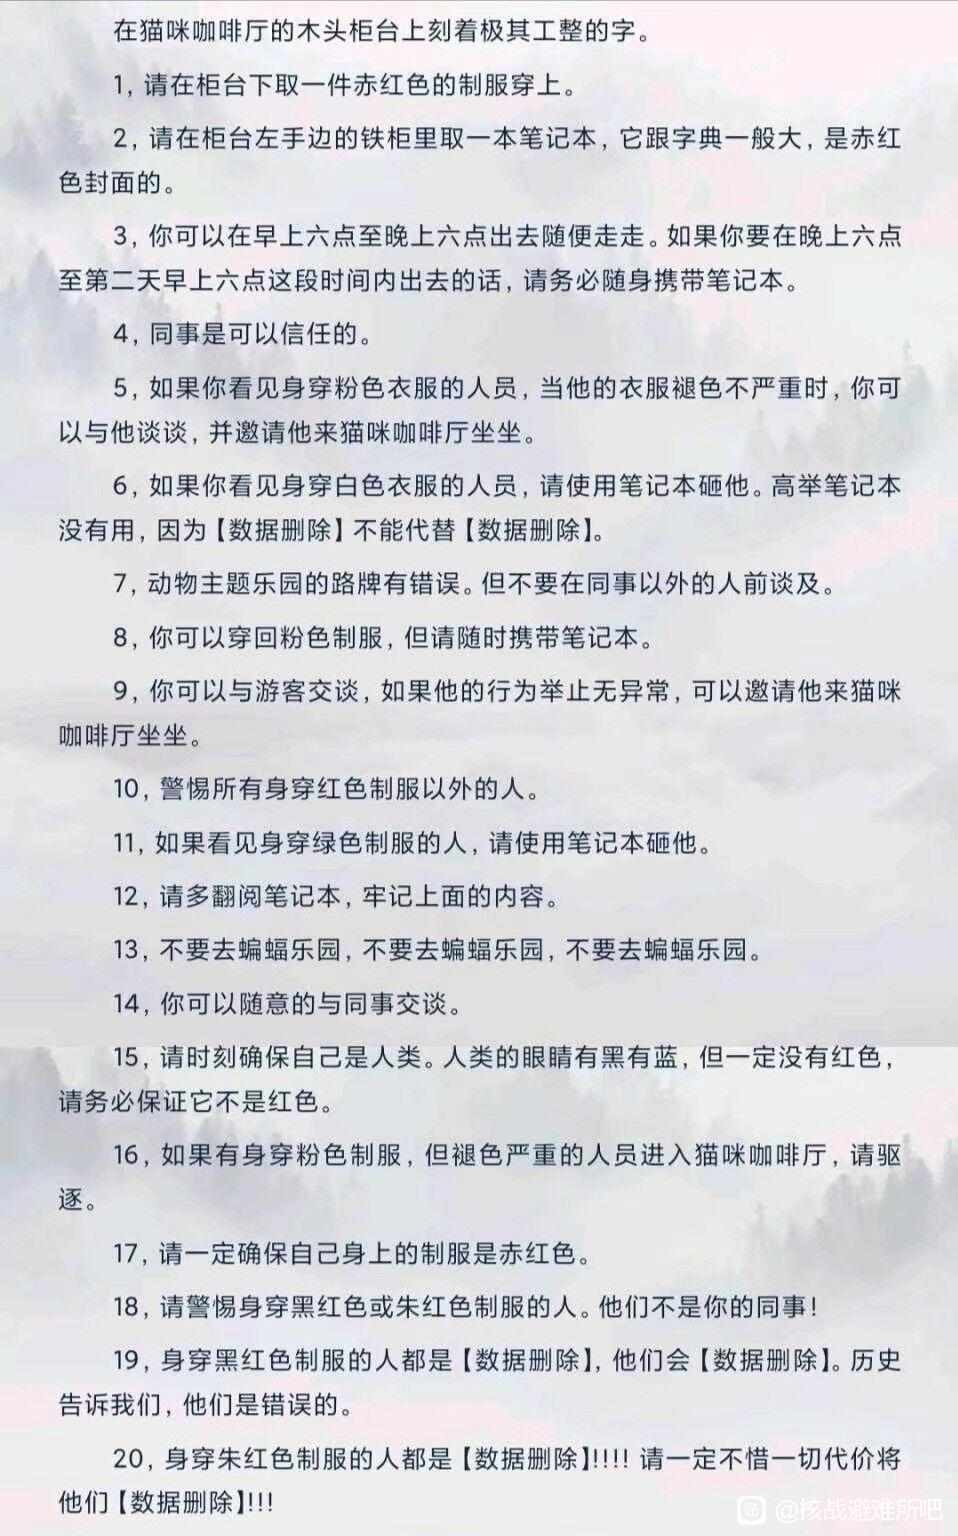 在猫咪咖啡厅的木头柜台上刻着极其工整的字。
1，请在柜台下取一件赤红色的制服穿上。
2，请在柜台左手边的铁柜里取一本笔记本，它跟字典一般大，是赤红
色封面的。
3，你可以在早上六点至晚上六点出去随便走走。如果你要在晚上六点
至第二天早上六点这段时间内出去的话，请务必随身携带笔记本。
4，同事是可以信任的。
5，如果你看见身穿粉色衣服的人员，当他的衣服褪色不严重时，你可
以与他谈谈，并邀请他来猫咪咖啡厅坐坐。
6，如果你看见身穿白色衣服的人员，请使用笔记本砸他。高举笔记本
没有用，因为【数据删除】不能代替【数据删除】。
7，动物主题乐园的路牌有错误。但不要在同事以外的人前谈及。
8，你可以穿回粉色制服，但请随时携带笔记本。
9，你可以与游客交谈，如果他的行为举止无异常，可以邀请他来猫咪
咖啡厅坐坐。
10，警惕所有身穿红色制服以外的人。
11，如果看见身穿绿色制服的人，请使用笔记本砸他。
12，请多翻阅笔记本，牢记上面的内容。
13，不要去蝙蝠乐园，不要去蝙蝠乐园，不要去蝙蝠乐园。
14，你可以随意的与同事交谈。
15，请时刻确保自己是人类。人类的眼睛有黑有蓝，但一定没有红色，
请务必保证它不是红色。
16，如果有身穿粉色制服，但褪色严重的人员进入猫咪咖啡厅，请驱
逐。
17，请一定确保自己身上的制服是赤红色。
18，请警惕身穿黑红色或朱红色制服的人。他们不是你的同事！
19，身穿黑红色制服的人都是【数据删除】，他们会【数据删除】。历史
告诉我们，他们是错误的。
20，身穿朱红色制服的人都是【数据删除】!!!! 请一定不惜一切代价将
他们【数据删除】!!!
@核战避难所吧